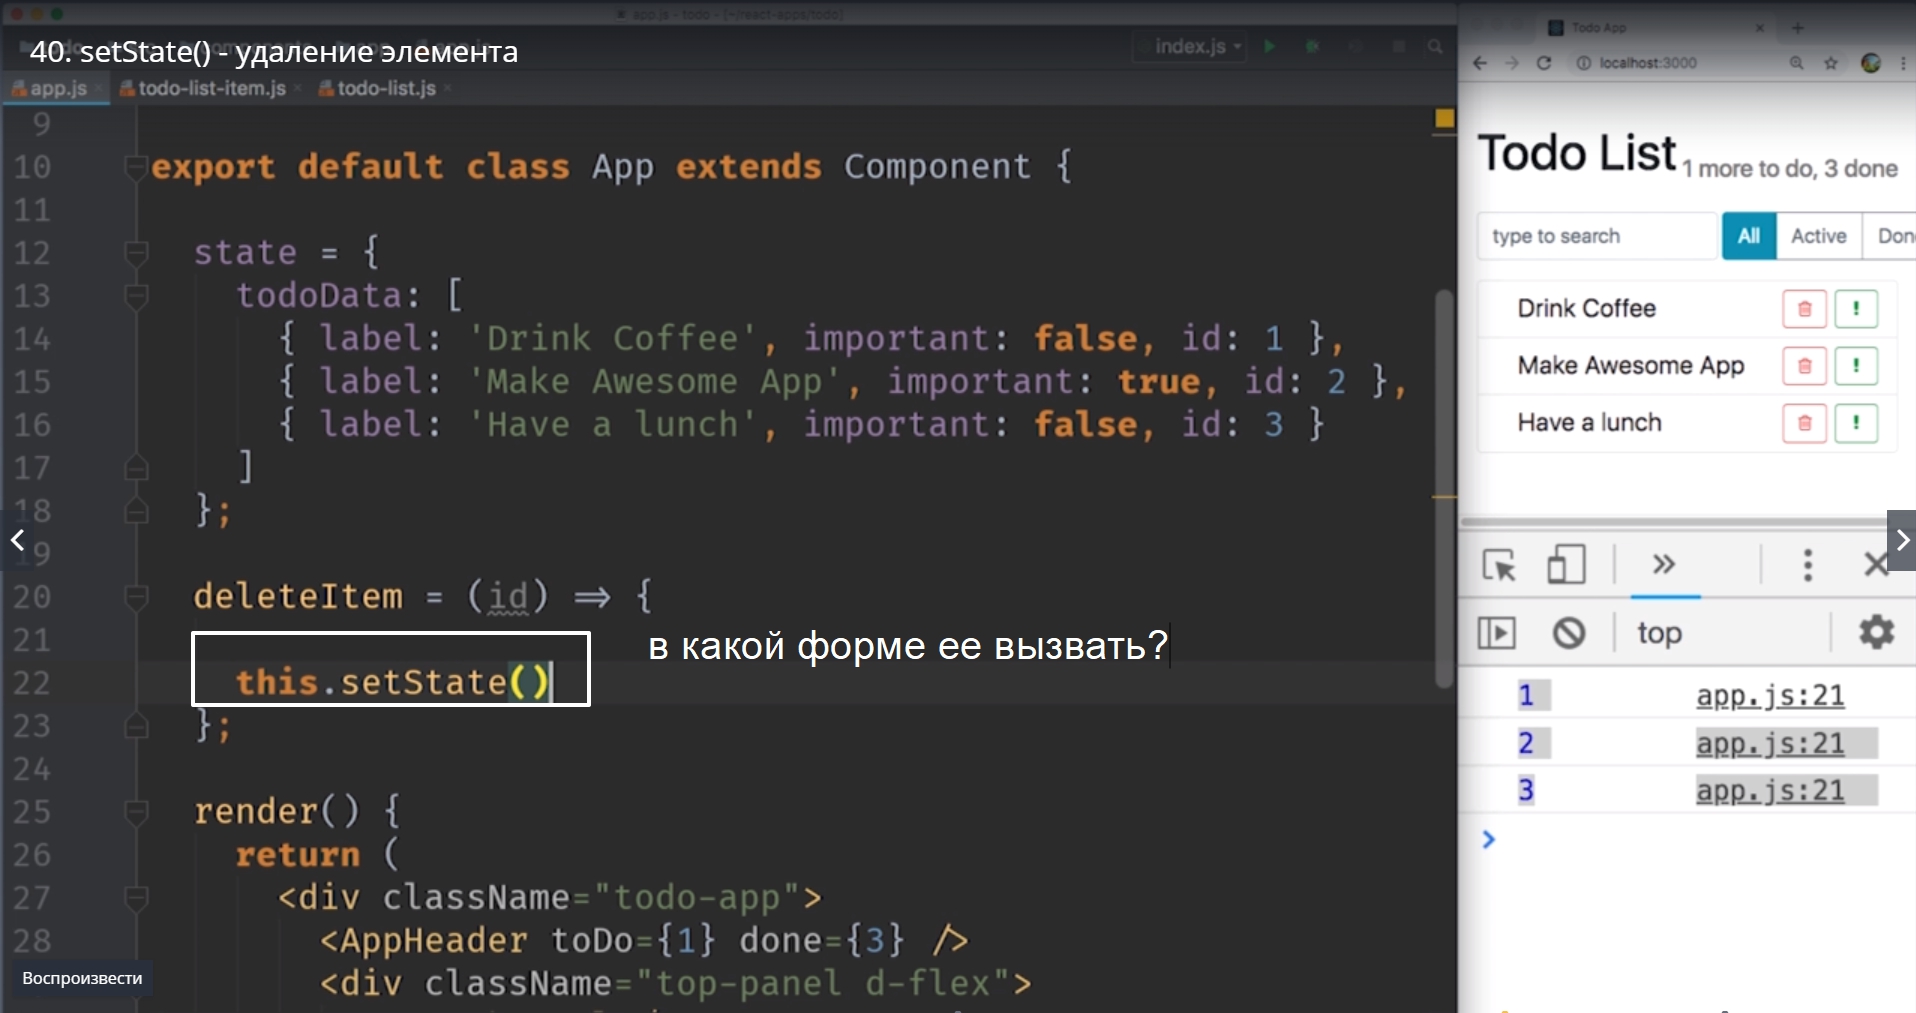 app.js - todo - [~/react-apps/todo]
40. setState() - удаление элемента
index.js
app.js
todo-list-item.js
todo-list.js
9
10 export default class App extends Component {
11
12 state = {
13 todoData: [
14 { label: 'Drink Coffee', important: false, id: 1 },
15 { label: 'Make Awesome App', important: true, id: 2 },
16 { label: 'Have a lunch', important: false, id: 3 }
17 ]
18 };
19
20 deleteItem = (id) => {
21
в какой форме ее вызвать?
22 this.setState()
23 };
24
25 render() {
26 return (
27 <div className="todo-app">
28 <AppHeader toDo={1} done={3} />
<div className="top-panel d-flex">
Воспроизвести
Todo App
localhost:3000
Todo List
1 more to do, 3 done
type to search
All
Active
Don
Drink Coffee
Make Awesome App
Have a lunch
top
1 app.js:21
2 app.js:21
3 app.js:21